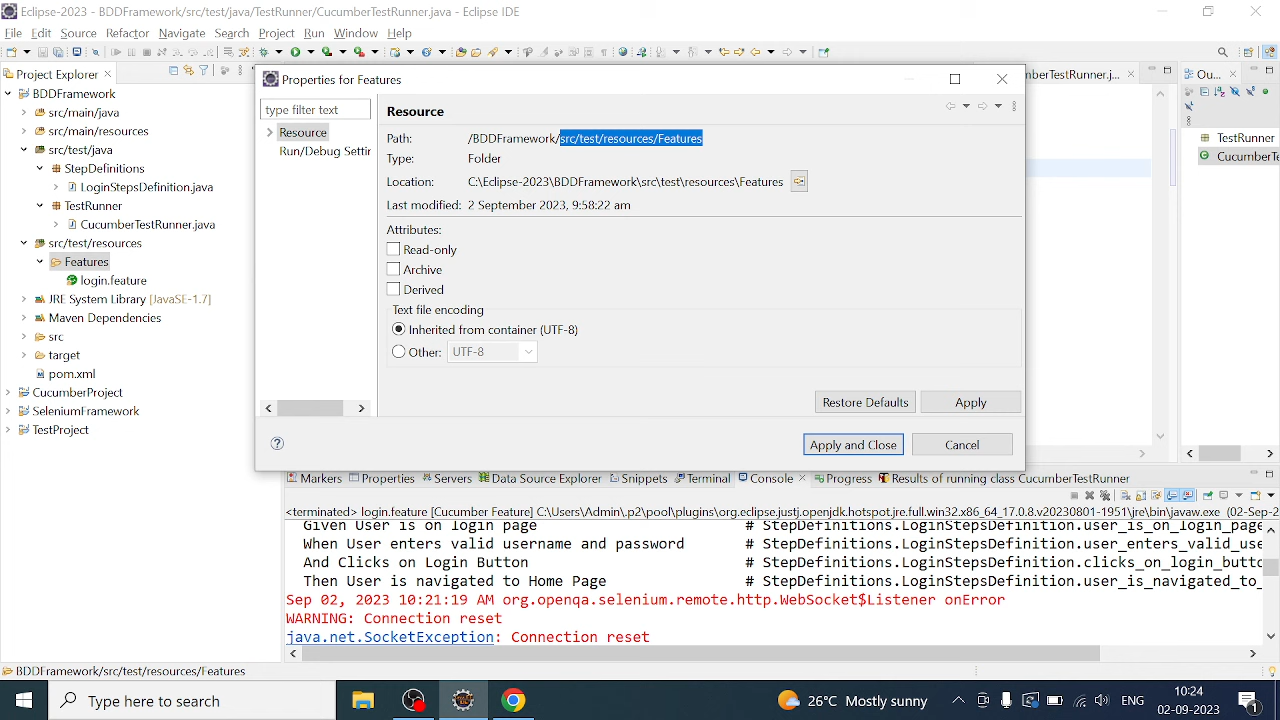 Eclipse-2023 - BDDFramework/src/test/java/TestRunner/CucumberTestRunner.java - Eclipse IDE
File Edit Source Refactor Navigate Search Project Run Window Help
Project Explorer
BDDFramework
src/main/java
src/main/resources
src/test/java
StepDefinitions
LoginStepsDefinition.java
TestRunner
CucumberTestRunner.java
src/test/resources
Features
login.feature
JRE System Library [JavaSE-1.7]
Maven Dependencies
src
target
pom.xml
CucumberProject
SeleniumFramework
TestProject
Properties for Features
type filter text
Resource
Run/Debug Settir
Resource
Path: /BDDFramework/src/test/resources/Features
Type: Folder
Location: C:\Eclipse-2023\BDDFramework\src\test\resources\Features
Last modified: 2 September 2023, 9:58:22 am
Attributes:
Read-only
Archive
Derived
Text file encoding
Inherited from container (UTF-8)
Other: UTF-8
Restore Defaults Apply
Apply and Close Cancel
umberTestRunner.j...
Ou...
TestRunner
CucumberTe
Markers Properties Servers Data Source Explorer Snippets Terminal Console Progress Results of running class CucumberTestRunner
<terminated> login.feature [Cucumber Feature] C:\Users\Admin\.p2\pool\plugins\org.eclipse.justj.openjdk.hotspot.jre.full.win32.x86_64_17.0.8.v20230801-1951\jre\bin\javaw.exe (02-Sep-2
Given User is on login page # StepDefinitions.LoginStepsDefinition.user_is_on_login_page
When User enters valid username and password # StepDefinitions.LoginStepsDefinition.user_enters_valid_use
And Clicks on Login Button # StepDefinitions.LoginStepsDefinition.clicks_on_login_butto
Then User is navigated to Home Page # StepDefinitions.LoginStepsDefinition.user_is_navigated_to_
Sep 02, 2023 10:21:19 AM org.openqa.selenium.remote.http.WebSocket$Listener onError
WARNING: Connection reset
java.net.SocketException: Connection reset
BDDFramework/src/test/resources/Features
Type here to search
26°C Mostly sunny
ENG
10:24
02-09-2023
1